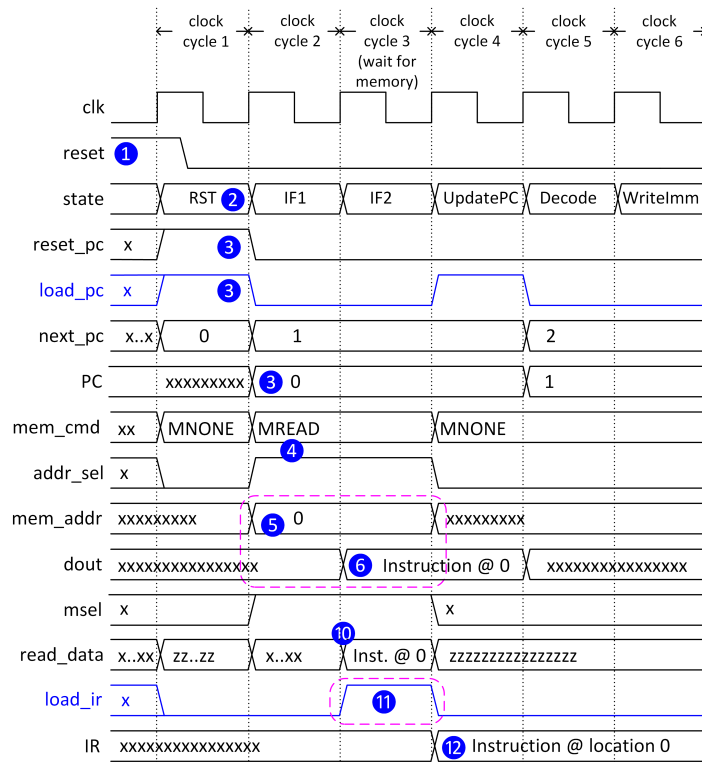 clock clock clock clock clock clock
cycle 1 cycle 2 cycle 3 cycle 4 cycle 5 cycle 6
(wait for
memory)
clk
reset 1
state RST 2 IF1 IF2 UpdatePC Decode WriteImm
reset_pc x 3
load_pc x 3
next_pc x..x 0 1 2
PC xxxxxxxxx 3 0 1
mem_cmd xx MNONE MREAD MNONE
4
addr_sel x
mem_addr xxxxxxxxx 5 0 xxxxxxxxx
dout xxxxxxxxxxxxxxxx 6 Instruction @ 0 xxxxxxxxxxxxxxxx
msel x x
10
read_data x..xx zz..zz x..xx Inst. @ 0 zzzzzzzzzzzzzzzz
load_ir x 11
IR xxxxxxxxxxxxxxxx 12 Instruction @ location 0